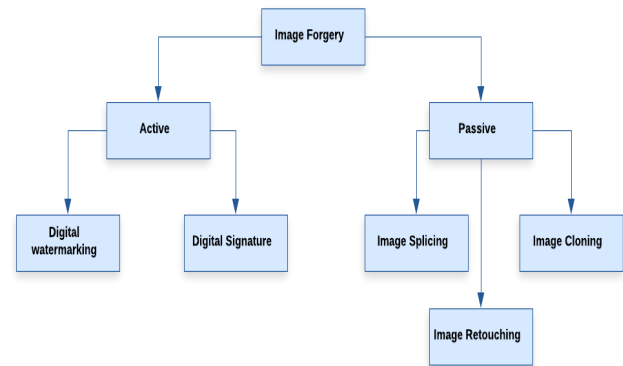 Image Forgery
Active
Passive
Digital
watermarking
Digital Signature
Image Splicing
Image Cloning
Image Retouching